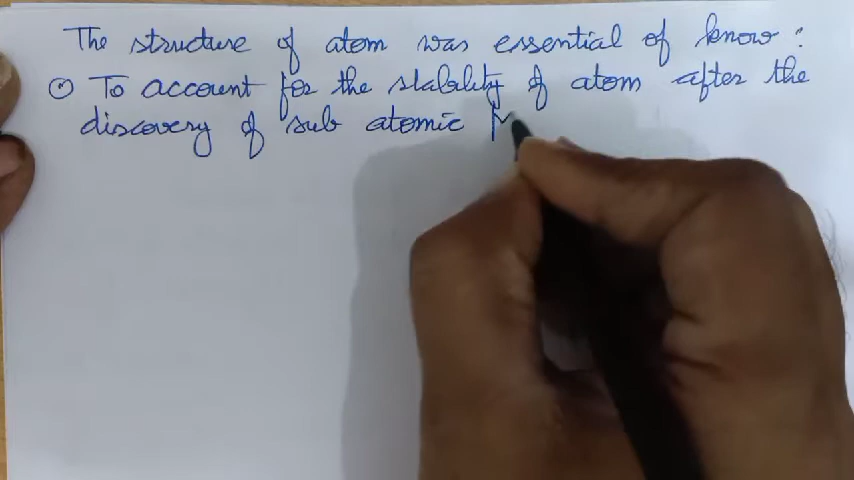 The structure of atom was essential of know :
To account for the stability of atom after the
discovery of sub atomic